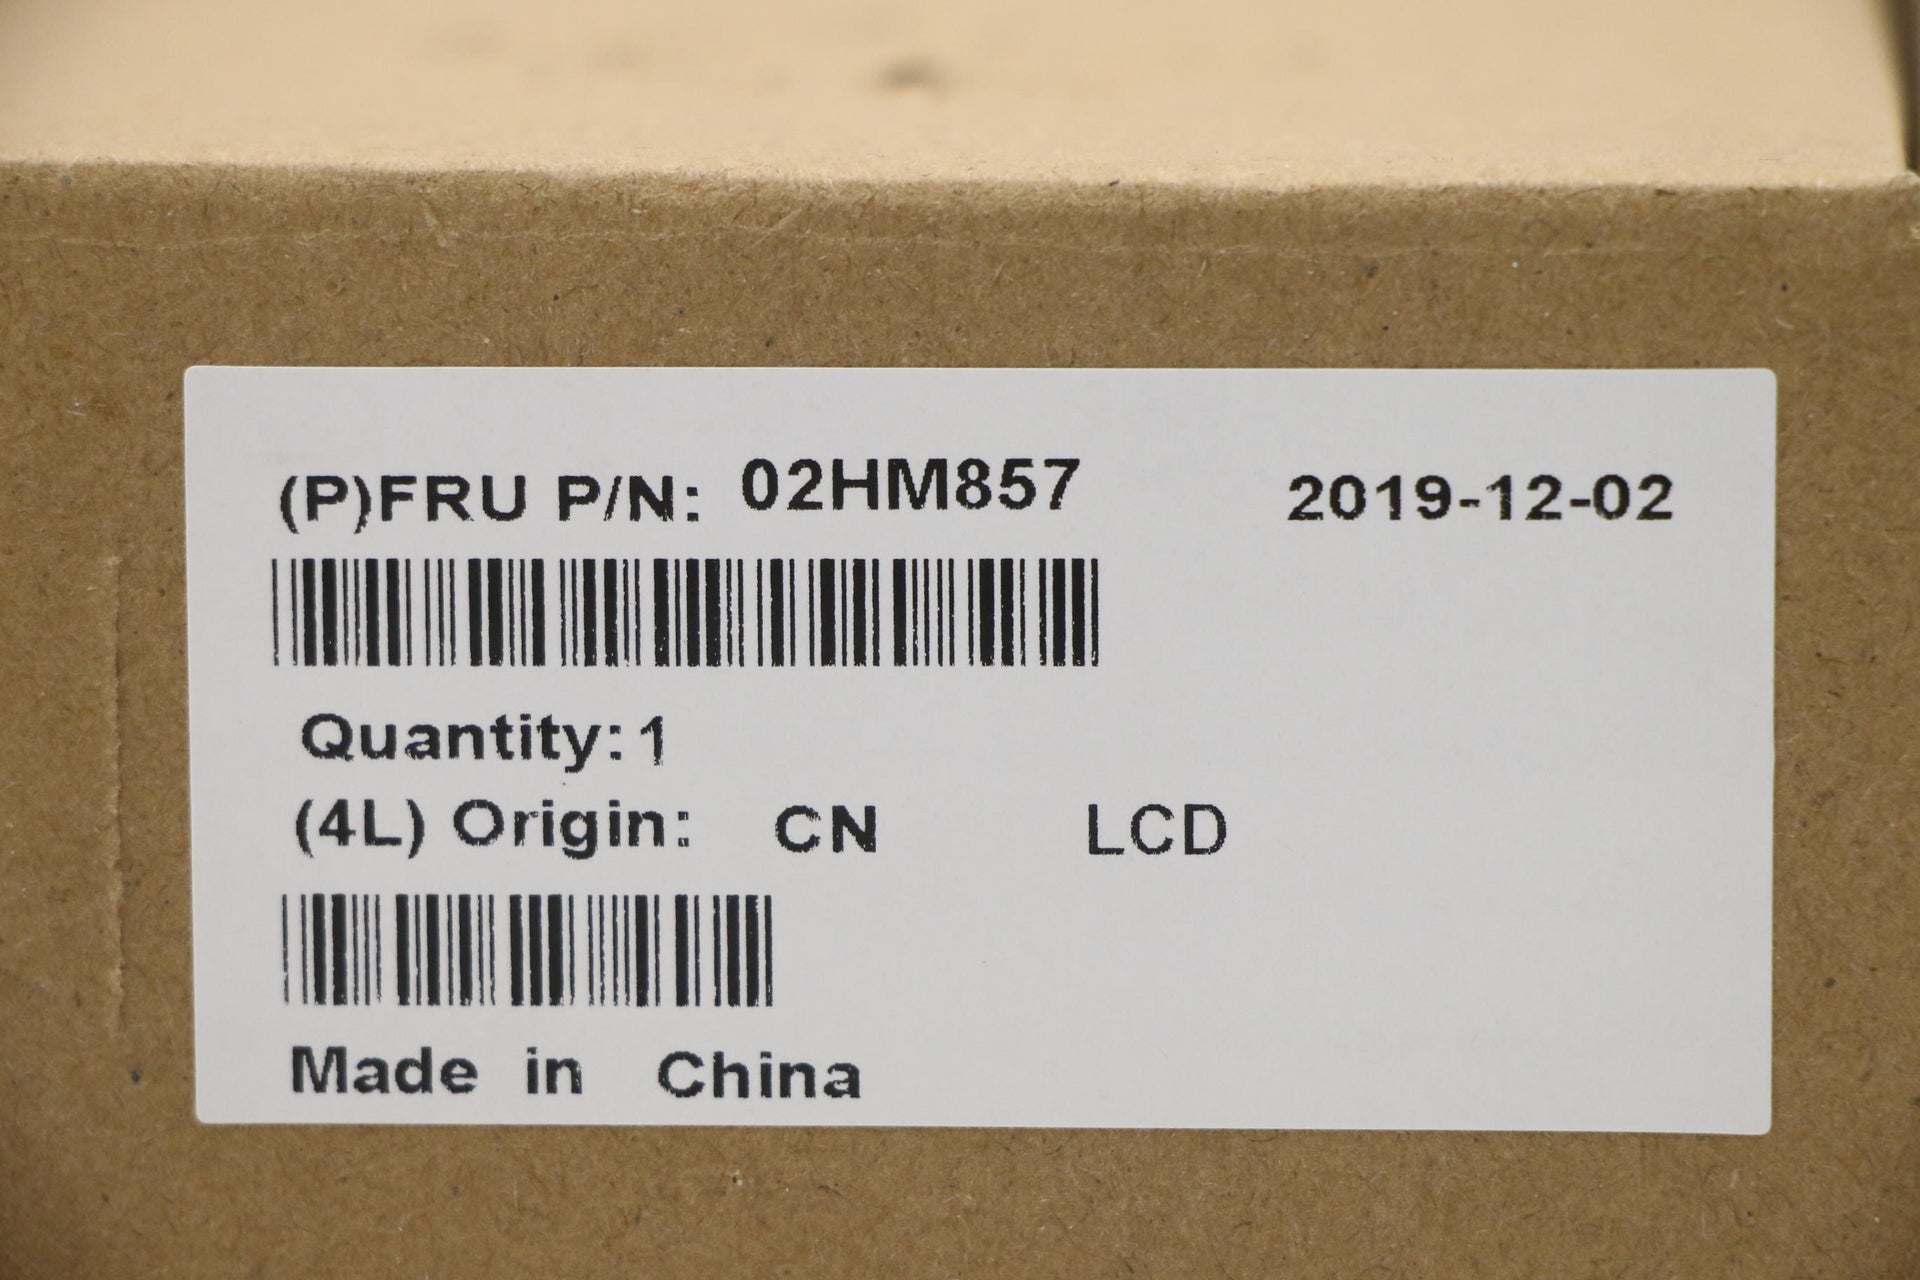 (P)FRU P/N: 02HM857 2019-12-02
Quantity:1
(4L) Origin: CN LCD
Made in China